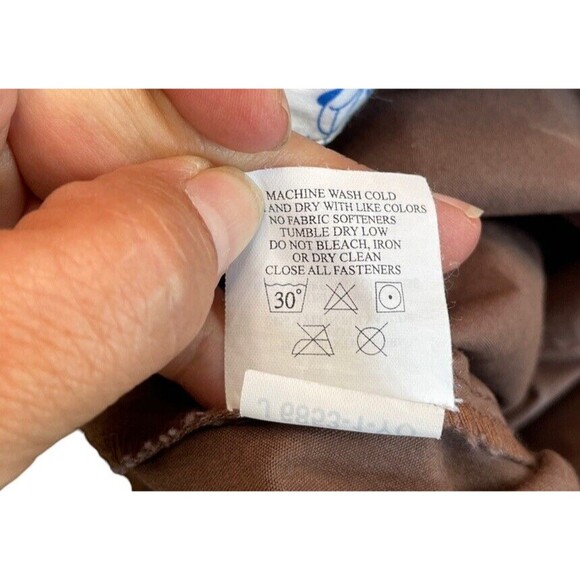 MACHINE WASH COLD
AND DRY WITH LIKE COLORS
NO FABRIC SOFTENERS
TUMBLE DRY LOW
DO NOT BLEACH, IRON
OR DRY CLEAN
CLOSE ALL FASTENERS
30°